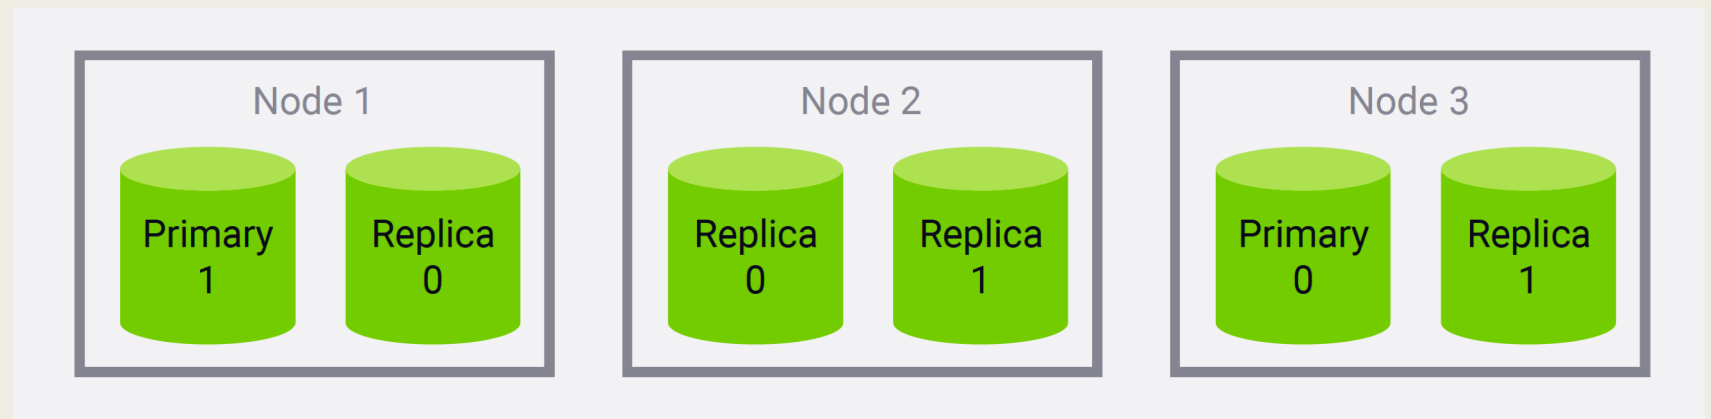 Node 1
Primary
1
Replica
0
Node 2
Replica
0
Replica
1
Node 3
Primary
0
Replica
1